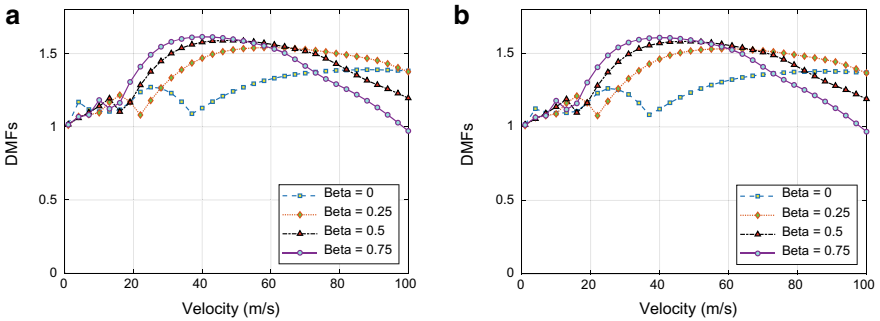 a
DMFs
1.5
1
0.5
0
0
20
40
60
80
100
Velocity (m/s)
Beta = 0
Beta = 0.25
Beta = 0.5
Beta = 0.75
b
DMFs
1.5
1
0.5
0
0
20
40
60
80
100
Velocity (m/s)
Beta = 0
Beta = 0.25
Beta = 0.5
Beta = 0.75